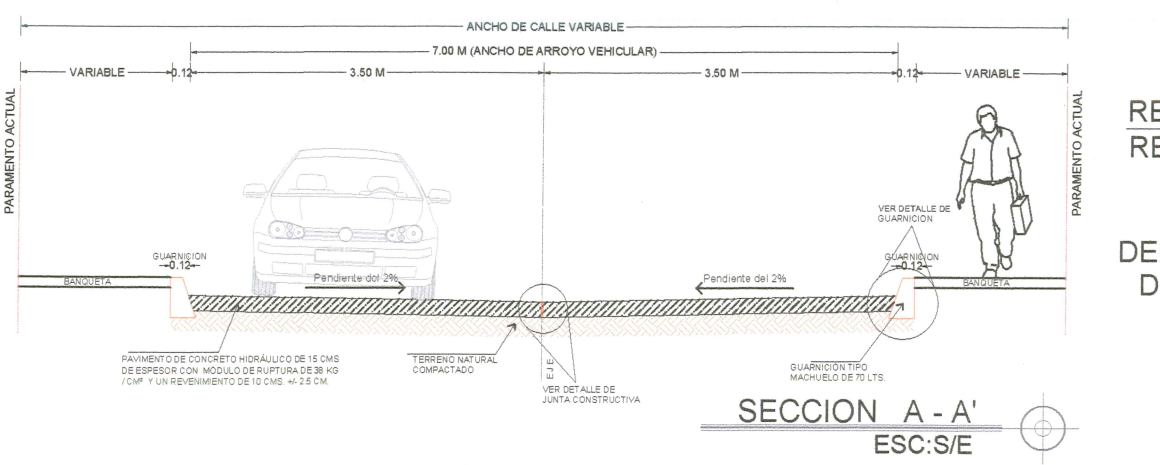 ANCHO DE CALLE VARIABLE
7.00 M (ANCHO DE ARROYO VEHICULAR)
VARIABLE
0.12
3.50 M
3.50 M
0.12
VARIABLE
PARAMENTO ACTUAL
PARAMENTO ACTUAL
RE
RE
DE
D
VER DETALLE DE
GUARNICION
GUARNICION
0.12
GUARNICION
0.12
BANQUETA
Pendiente del 2%
Pendiente del 2%
BANQUETA
PAVIMENTO DE CONCRETO HIDRÁULICO DE 15 CMS
DE ESPESOR CON MODULO DE RUPTURA DE 38 KG
/ CM² Y UN REVENIMIENTO DE 10 CMS. +/- 2.5 CM.
TERRENO NATURAL
COMPACTADO
EJE
VER DETALLE DE
JUNTA CONSTRUCTIVA
GUARNICION TIPO
MACHUELO DE 70 LTS.
SECCION A - A'
ESC:S/E